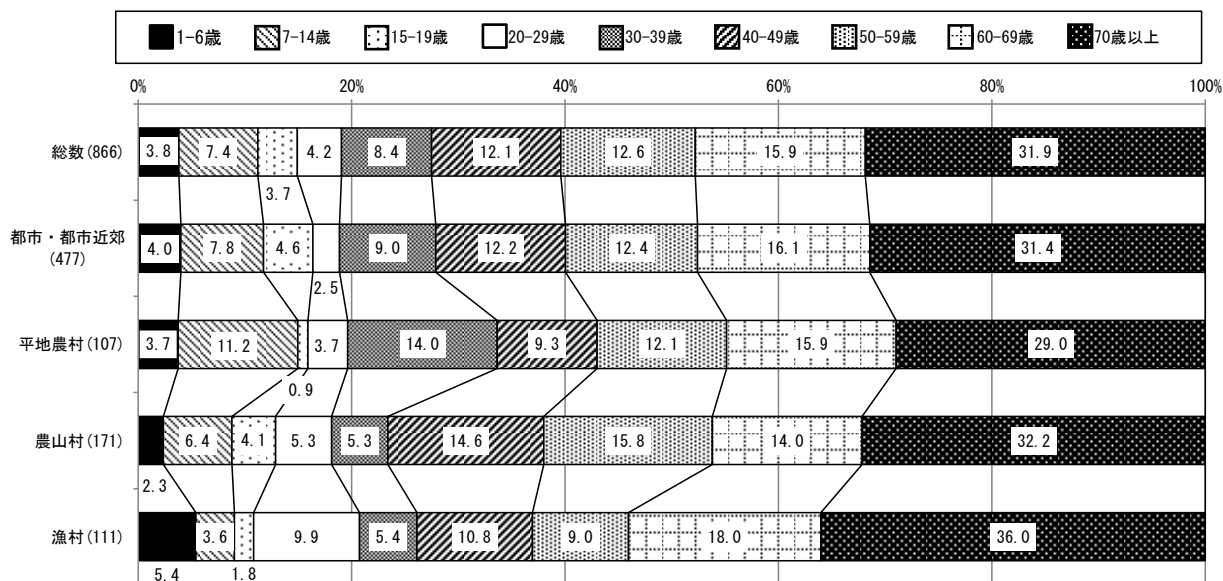 1-6歳 7-14歳 15-19歳 20-29歳 30-39歳 40-49歳 50-59歳 60-69歳 70歳以上
0% 20% 40% 60% 80% 100%
総数(866) 3.8 7.4 4.2 8.4 12.1 12.6 15.9 31.9
3.7
都市・都市近郊
(477)
4.0 7.8 4.6 9.0 12.2 12.4 16.1 31.4
2.5
平地農村(107) 3.7 11.2 3.7 14.0 9.3 12.1 15.9 29.0
0.9
農山村(171) 6.4 4.1 5.3 5.3 14.6 15.8 14.0 32.2
2.3
漁村(111) 3.6 9.9 5.4 10.8 9.0 18.0 36.0
5.4 1.8